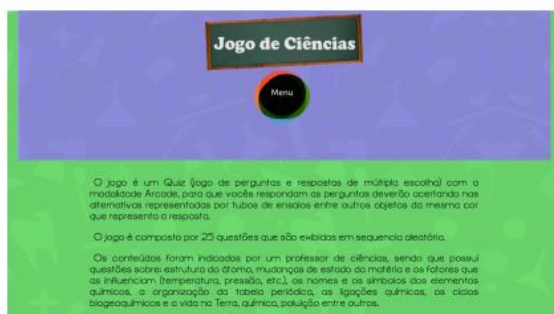 Jogo de Ciências
Menu
O jogo é um Quiz (jogo de perguntas e respostas de múltipla escolha) com a
modalidade Arcade, para que vocês respondam as perguntas deverão acertando nas
alternativas representadas por tubos de ensaios entre outros objetos da mesma cor
que representa a resposta.
O jogo é composto por 25 questões que são exibidas em sequencia aleatória.
Os conteúdos foram indicados por um professor de ciências, sendo que possui
questões sobre: estrutura do átomo, mudanças de estado da matéria e os fatores que
as influenciam (temperatura, pressão, etc.), os nomes e os símbolos dos elementos
químicos, a organização da tabela periódica, as ligações químicas, os ciclos
biogeoquímicos e a vida na Terra, química, poluição entre outros.